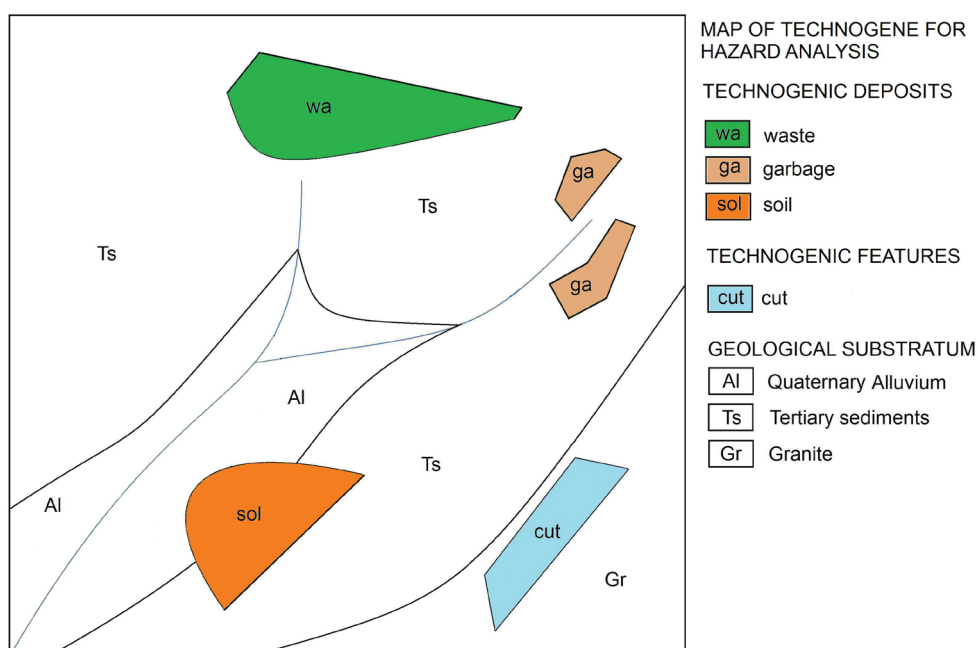 MAP OF TECHNOGENE FOR
HAZARD ANALYSIS
TECHNOGENIC DEPOSITS
wa waste
ga garbage
sol soil
TECHNOGENIC FEATURES
cut cut
GEOLOGICAL SUBSTRATUM
Al Quaternary Alluvium
Ts Tertiary sediments
Gr Granite
wa
ga
Ts
Ts
ga
Al
Ts
Al
sol
cut
Gr